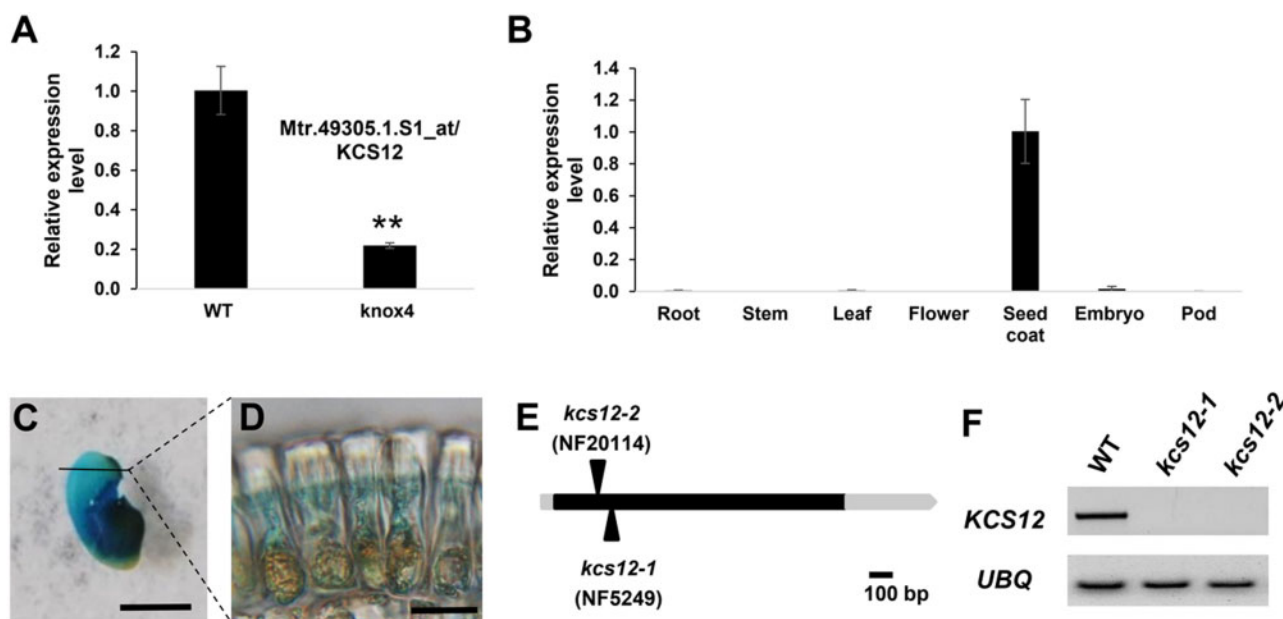 A
Relative expression
level
1.2
1.0
0.8
0.6
0.4
0.2
0.0
Mtr.49305.1.S1_at/
KCS12
**
WT
knox4
B
Relative expression
level
1.4
1.2
1.0
0.8
0.6
0.4
0.2
0.0
Root
Stem
Leaf
Flower
Seed
coat
Embryo
Pod
C
D
E
kcs12-2
(NF20114)
kcs12-1
(NF5249)
100 bp
F
WT
kcs12-1
kcs12-2
KCS12
UBQ